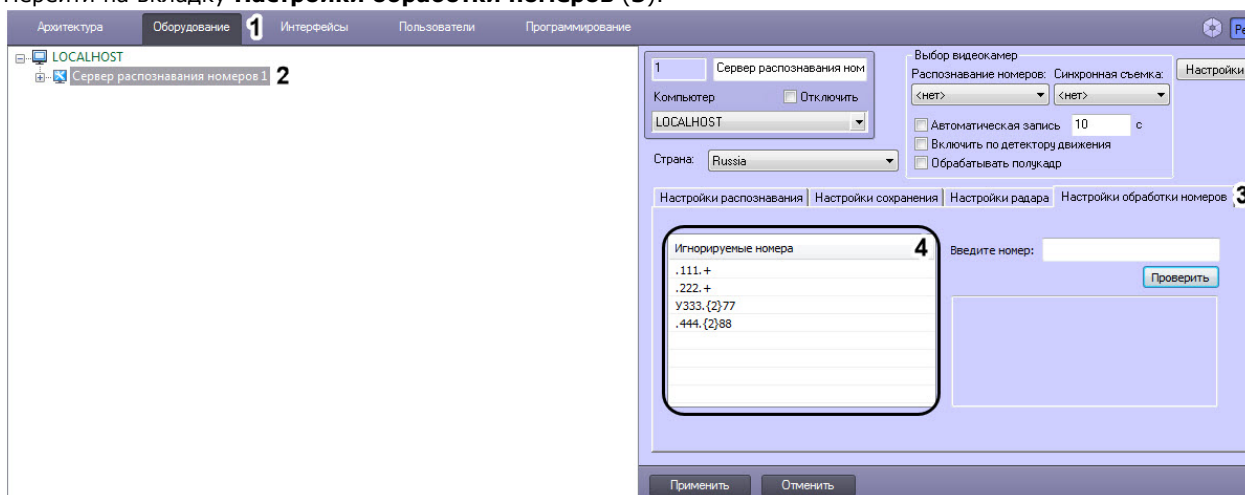 Перейти на вкладку Настройки обработки номеров (3).
Архитектура Оборудование 1 Интерфейсы Пользователи Программирование
LOCALHOST
Сервер распознавания номеров 1 2
1 Сервер распознавания ном
Компьютер Отключить
LOCALHOST
Страна: Russia
Выбор видеокамер
Распознавание номеров: Синхронная съемка:
<нет> <нет>
Настройки
Автоматическая запись 10 с
Включить по детектору движения
Обрабатывать полукадр
Настройки распознавания Настройки сохранения Настройки радара Настройки обработки номеров 3
Игнорируемые номера 4
.111.+
.222.+
У333.{2}77
.444.{2}88
Введите номер:
Проверить
Применить Отменить